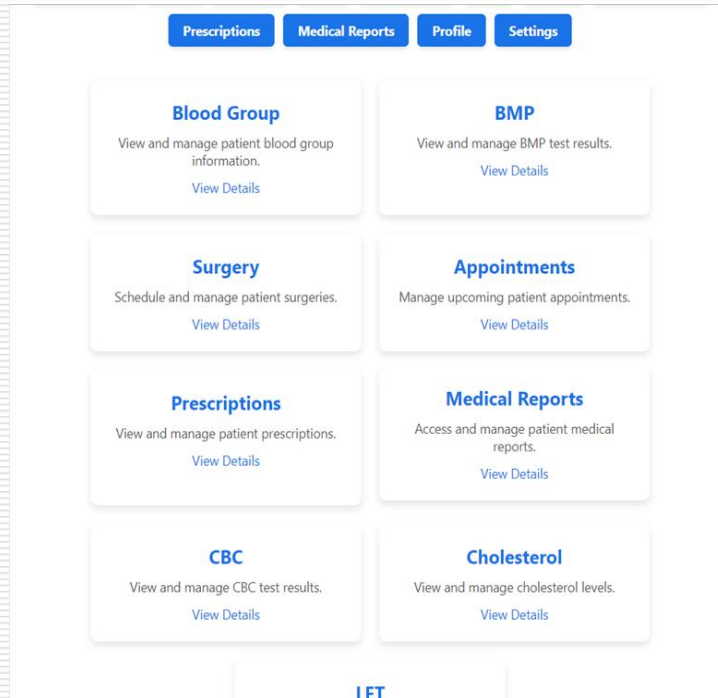 Prescriptions Medical Reports Profile Settings
Blood Group
View and manage patient blood group
information.
View Details
BMP
View and manage BMP test results.
View Details
Surgery
Schedule and manage patient surgeries.
View Details
Appointments
Manage upcoming patient appointments.
View Details
Prescriptions
View and manage patient prescriptions.
View Details
Medical Reports
Access and manage patient medical
reports.
View Details
CBC
View and manage CBC test results.
View Details
Cholesterol
View and manage cholesterol levels.
View Details
LFT